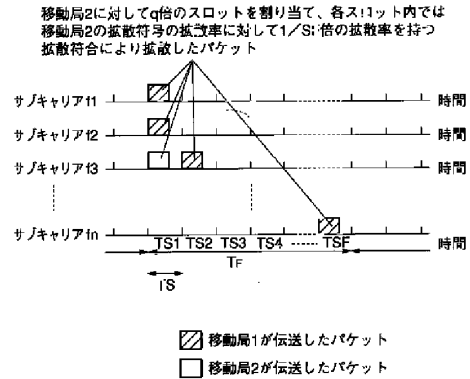 移動局2に対してq倍のスロットを割り当て、各スロット内では
移動局2の拡散符号の拡散率に対して1/SF倍の拡散率を持つ
拡散符合により拡散したパケット
サブキャリアf1
時間
サブキャリアf2
時間
サブキャリアf3
時間
サブキャリアfn
TS1 TS2 TS3 TS4 TSF
時間
TF
TS
移動局1が伝送したパケット
移動局2が伝送したパケット